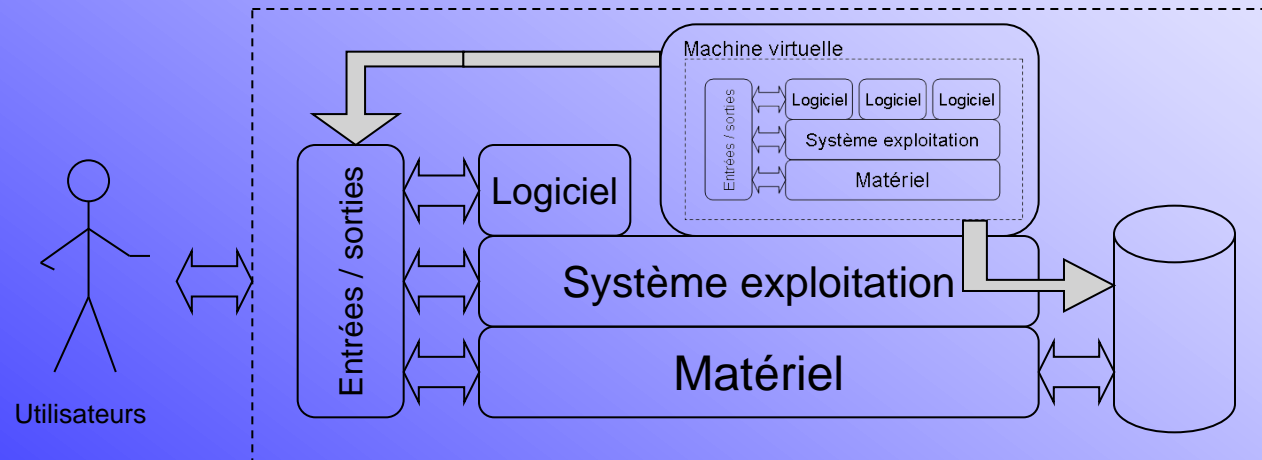 Machine virtuelle
Entrées / sorties
Logiciel
Logiciel
Logiciel
Système exploitation
Matériel
Entrées / sorties
Logiciel
Système exploitation
Matériel
Utilisateurs